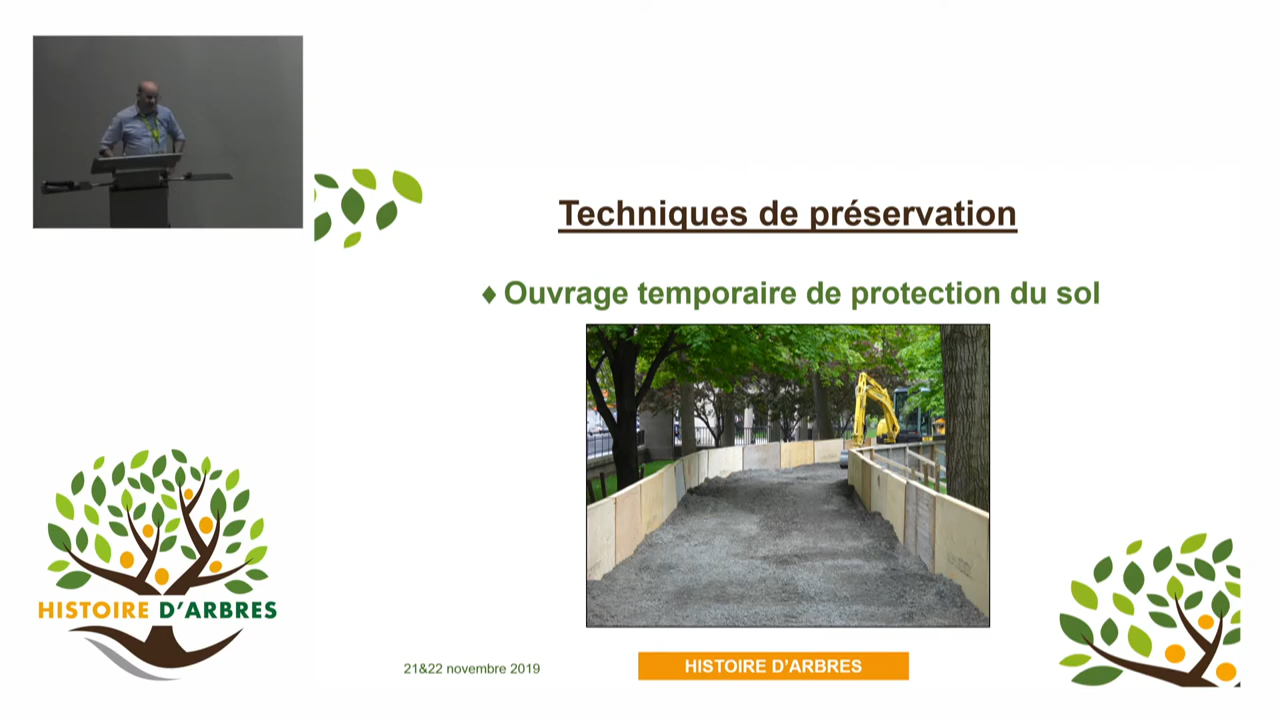 Techniques de préservation
♦ Ouvrage temporaire de protection du sol
HISTOIRE D'ARBRES
21&22 novembre 2019
HISTOIRE D'ARBRES